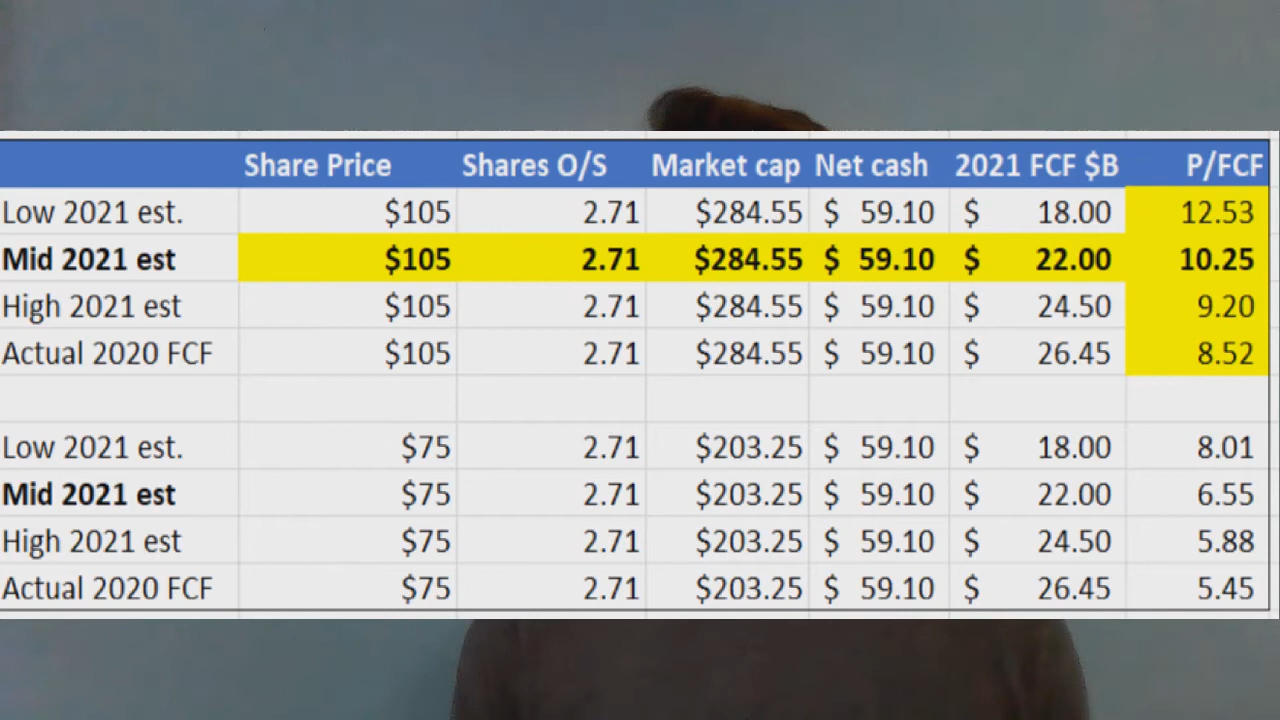 Share Price Shares O/S Market cap Net cash 2021 FCF $B P/FCF
Low 2021 est. $105 2.71 $284.55 $ 59.10 $ 18.00 12.53
Mid 2021 est $105 2.71 $284.55 $ 59.10 $ 22.00 10.25
High 2021 est $105 2.71 $284.55 $ 59.10 $ 24.50 9.20
Actual 2020 FCF $105 2.71 $284.55 $ 59.10 $ 26.45 8.52
Low 2021 est. $75 2.71 $203.25 $ 59.10 $ 18.00 8.01
Mid 2021 est $75 2.71 $203.25 $ 59.10 $ 22.00 6.55
High 2021 est $75 2.71 $203.25 $ 59.10 $ 24.50 5.88
Actual 2020 FCF $75 2.71 $203.25 $ 59.10 $ 26.45 5.45